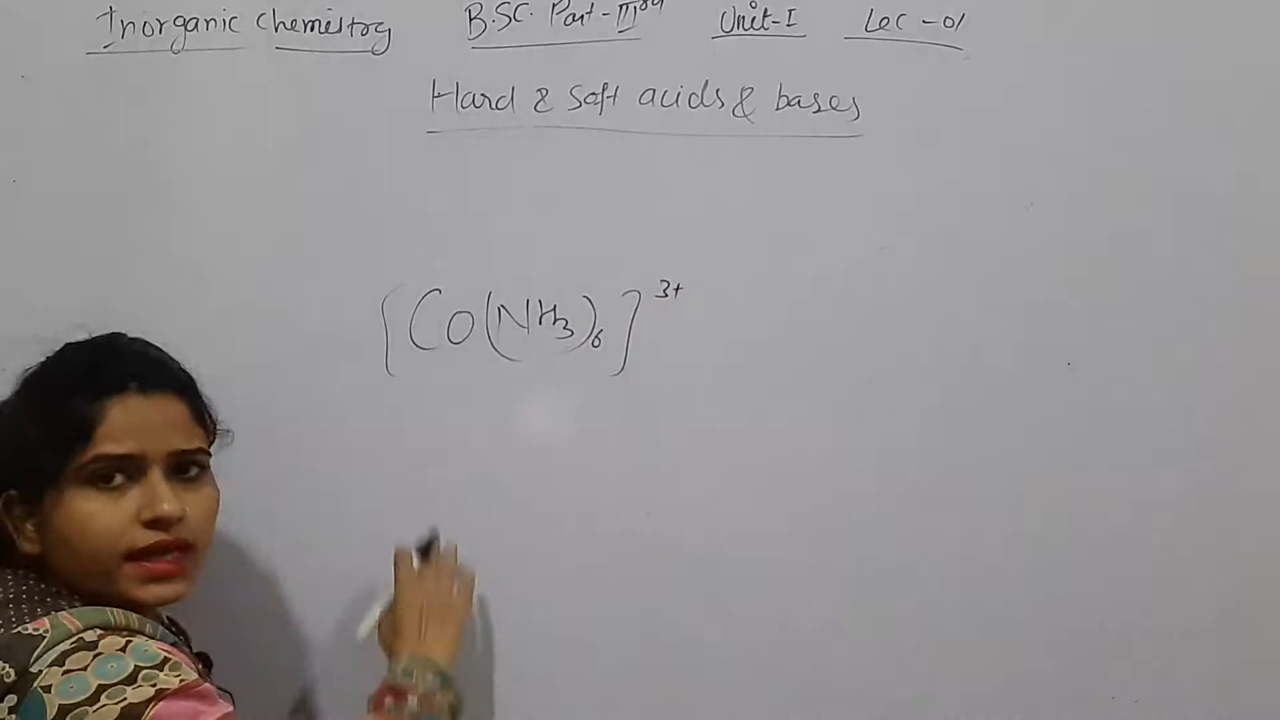 Inorganic Chemistry B.SC. Part-IIIrd Unit-I Lec-01
Hard & Soft acids & bases
[Co(NH3)6]3+